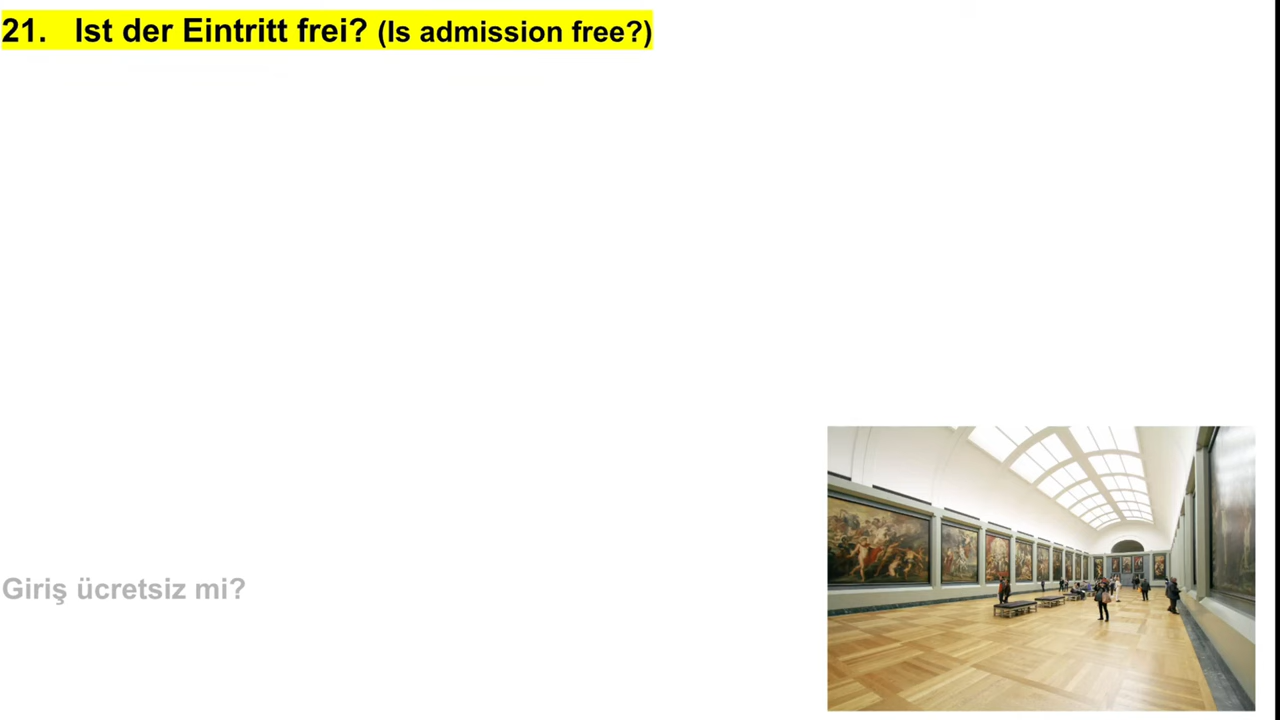 21. Ist der Eintritt frei? (Is admission free?)
Giriş ücretsiz mi?